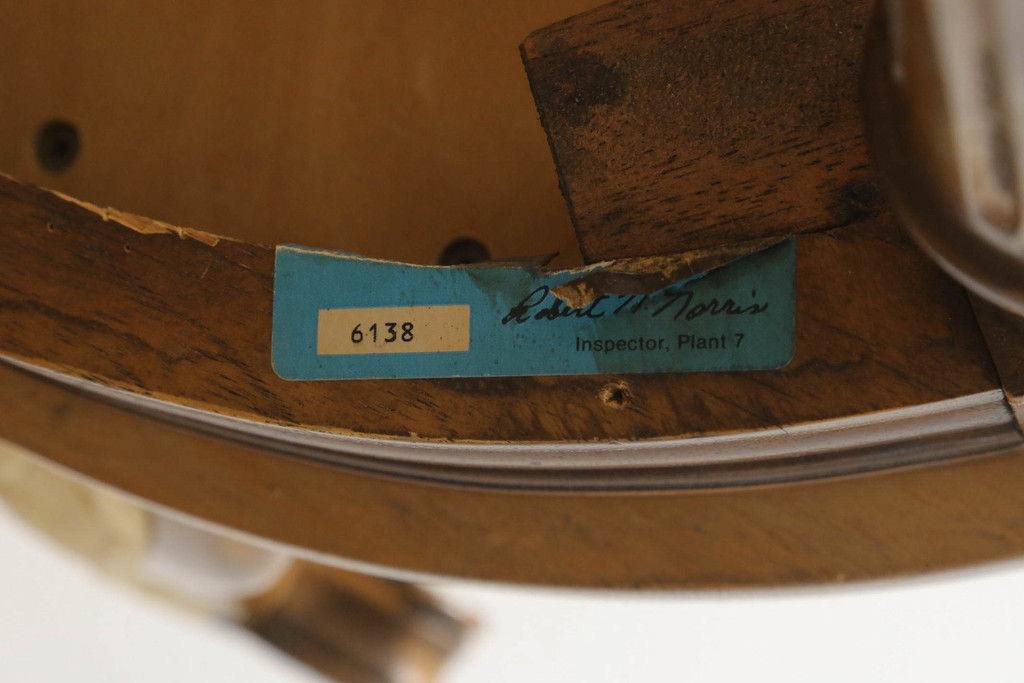 6138
Robert W. Norris
Inspector, Plant 7